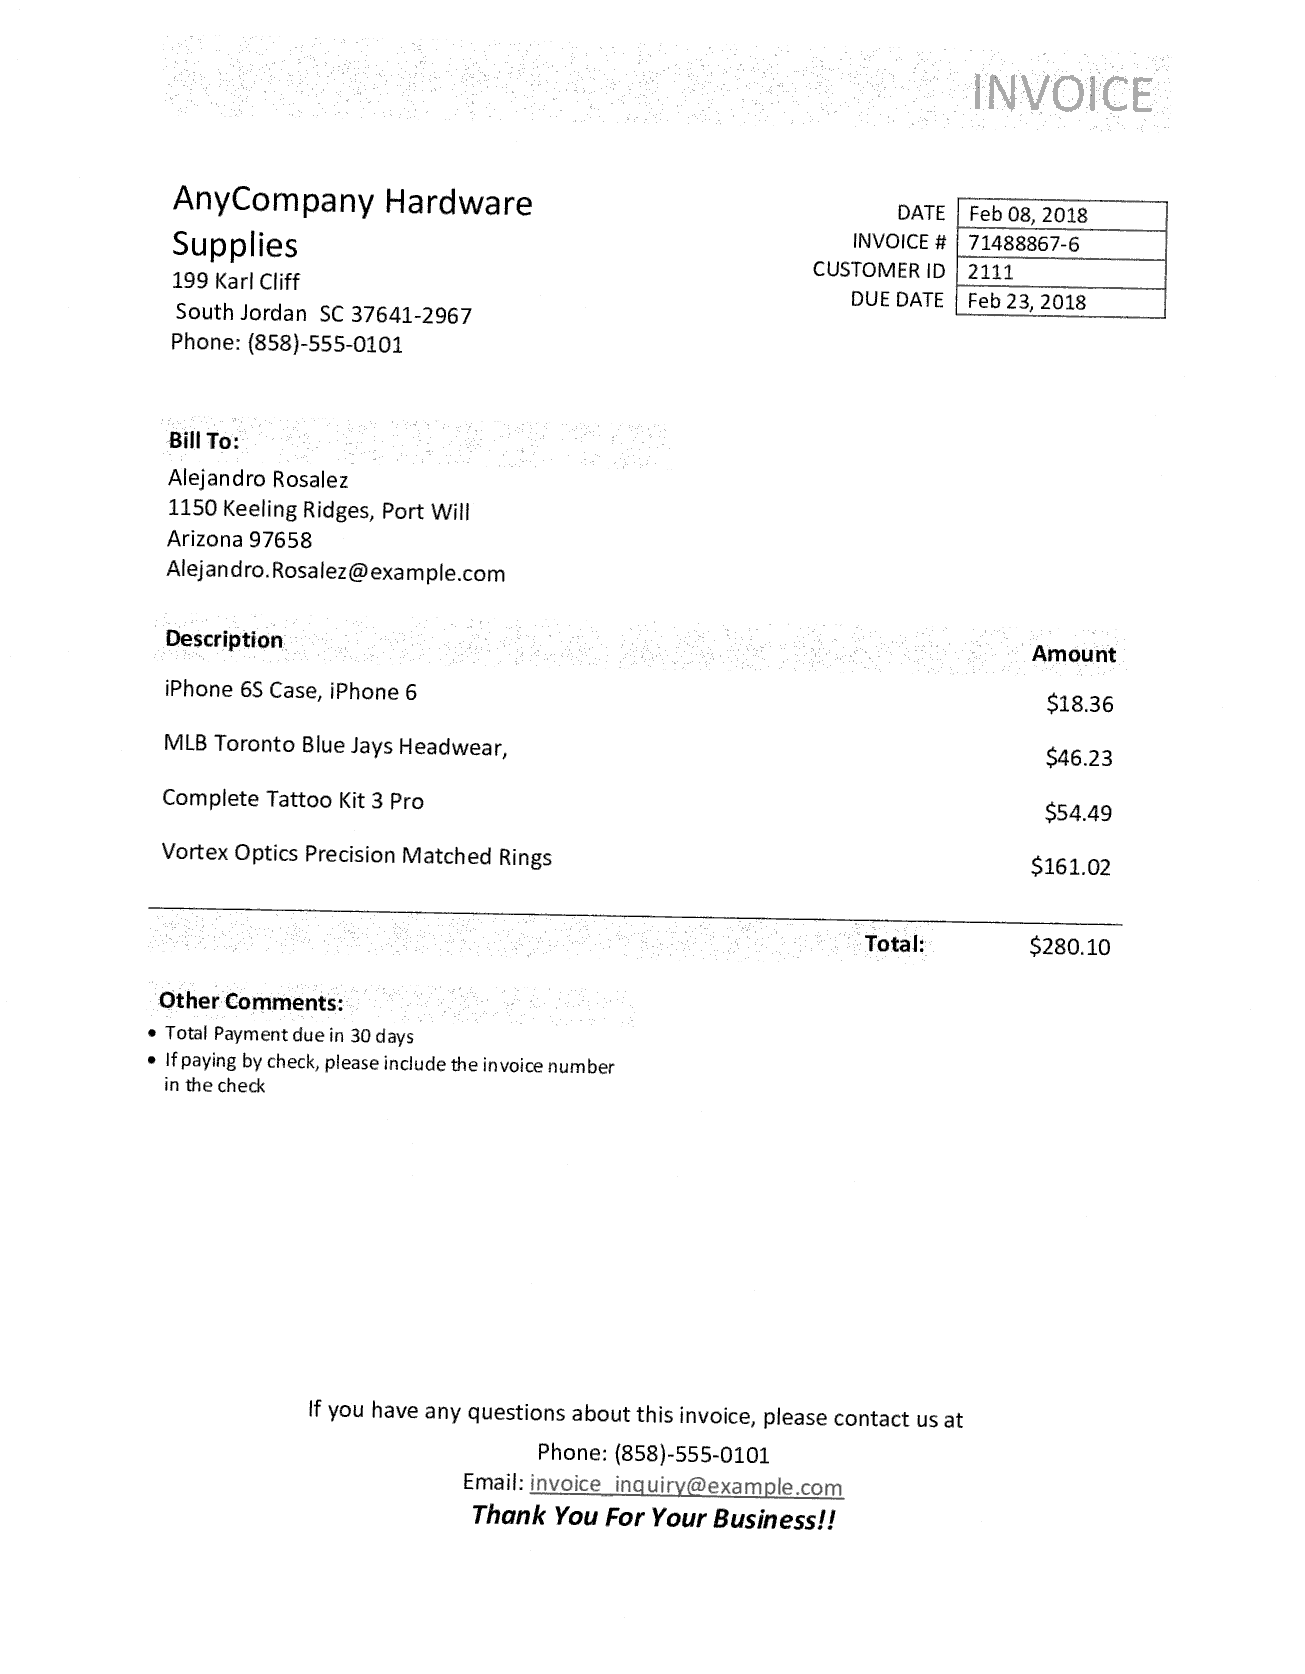 INVOICE
AnyCompany Hardware
Supplies
199 Karl Cliff
South Jordan  SC 37641-2967
Phone: (858)-555-0101
DATE Feb 08, 2018
INVOICE # 71488867-6
CUSTOMER ID 2111
DUE DATE Feb 23, 2018
Bill To:
Alejandro Rosalez
1150 Keeling Ridges, Port Will
Arizona 97658
Alejandro.Rosalez@example.com
Description Amount
iPhone 6S Case, iPhone 6 $18.36
MLB Toronto Blue Jays Headwear, $46.23
Complete Tattoo Kit 3 Pro $54.49
Vortex Optics Precision Matched Rings $161.02
Total: $280.10
Other Comments:
• Total Payment due in 30 days
• If paying by check, please include the invoice number
in the check
If you have any questions about this invoice, please contact us at
Phone: (858)-555-0101
Email: invoice_inquiry@example.com
Thank You For Your Business!!